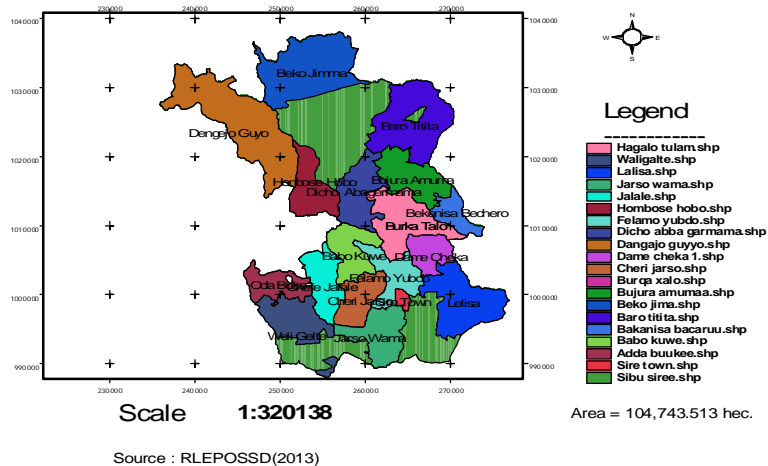 230000 240000 250000 260000 270000
N
W E
S
1040000 1040000
Beko Jimma
1030000 1030000
Baro Titita
Dengejo Guyo
1020000 1020000
Hombose Hobo
Bujura Amuma
Dicho Abagermama
Bekanisa Bechero
1010000 1010000
Burka Talo
Babo Kuwe
Dame Cheka
Felamo Yubdo
Lelisa
1000000 1000000
Cheri Jarso
Sire Town
Weli Gelte
Jarso Wama
990000 990000
230000 240000 250000 260000 270000
Legend
-------------
Hagalo tulam.shp
Waligalte.shp
Lalisa.shp
Jarso wama.shp
Jalale.shp
Hombose hobo.shp
Felamo yubdo.shp
Dicho abba garmama.shp
Dangajo guyyo.shp
Dame cheka 1.shp
Cheri jarso.shp
Burqa xalo.shp
Bujura amumaa.shp
Beko jima.shp
Baro titita.shp
Bakanisa bacaruu.shp
Babo kuwe.shp
Adda buukee.shp
Sire town.shp
Sibu siree.shp
Scale 1:320138
Area = 104,743.513 hec.
Source : RLEPOSSD(2013)